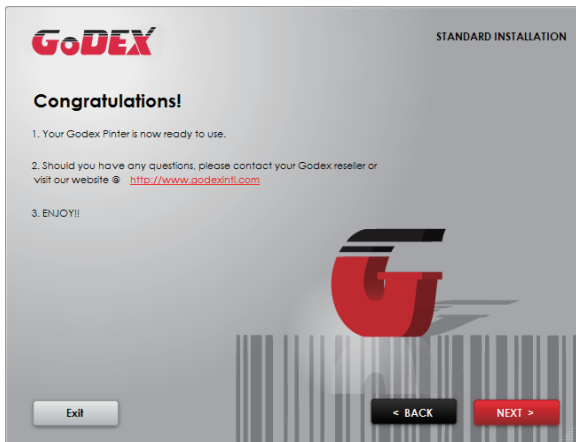 GoDEX
STANDARD INSTALLATION
Congratulations!
1. Your Godex Pinter is now ready to use.
2. Should you have any questions, please contact your Godex reseller or
visit our website @ http://www.godexintl.com
3. ENJOY!!
Exit
< BACK
NEXT >